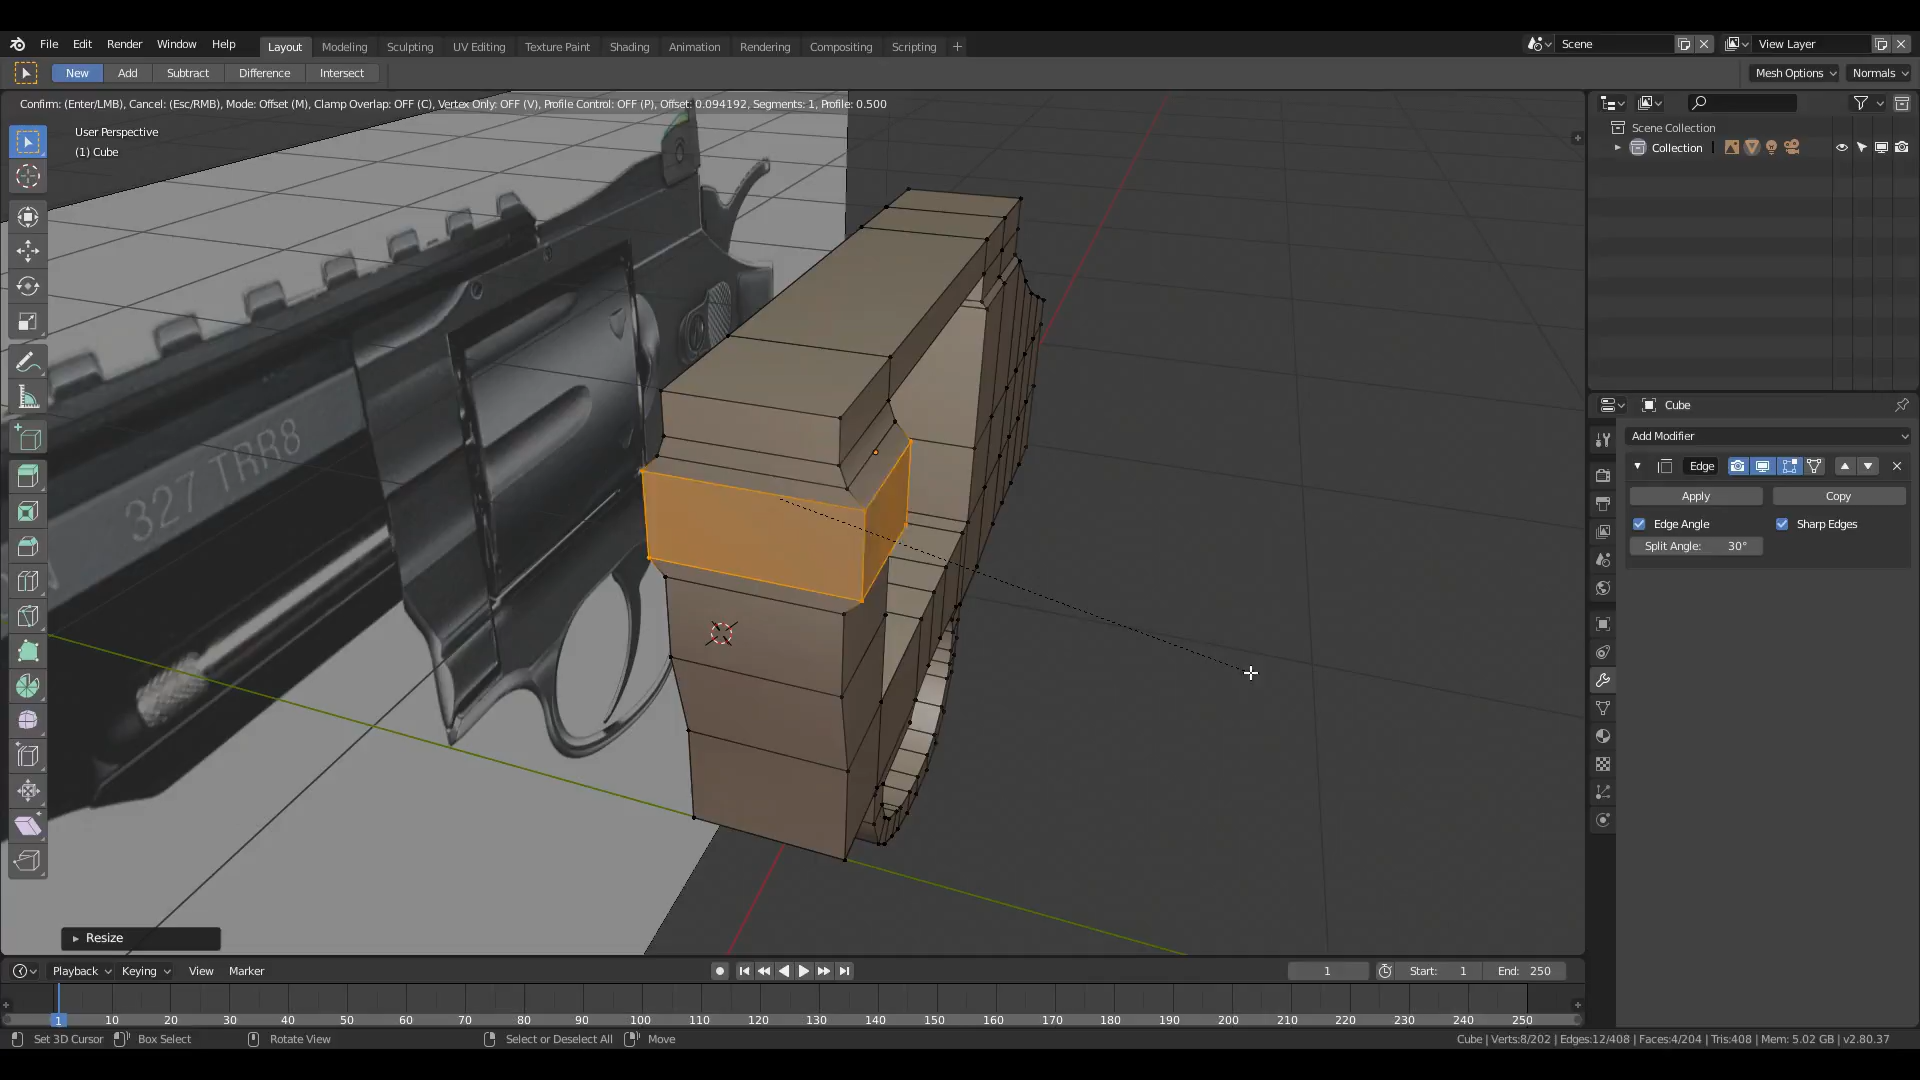 File Edit Render Window Help Layout Modeling Sculpting UV Editing Texture Paint Shading Animation Rendering Compositing Scripting Scene View Layer
New Add Subtract Difference Intersect Mesh Options Normals
Confirm: (Enter/LMB), Cancel: (Esc/RMB), Mode: Offset (M), Clamp Overlap: OFF (C), Vertex Only: OFF (V), Profile Control: OFF (P), Offset: 0.094192, Segments: 1, Profile: 0.500
User Perspective
(1) Cube
Scene Collection
Collection
327 TRR8
Cube
Add Modifier
Edge
Apply Copy
Edge Angle Sharp Edges
Split Angle: 30°
Resize
Playback Keying View Marker 1 Start: 1 End: 250
1 10 20 30 40 50 60 70 80 90 100 110 120 130 140 150 160 170 180 190 200 210 220 230 240 250
Set 3D Cursor Box Select Rotate View Select or Deselect All Move Cube | Verts:8/202 | Edges:12/408 | Faces:4/204 | Tris:408 | Mem: 5.02 GB | v2.80.37